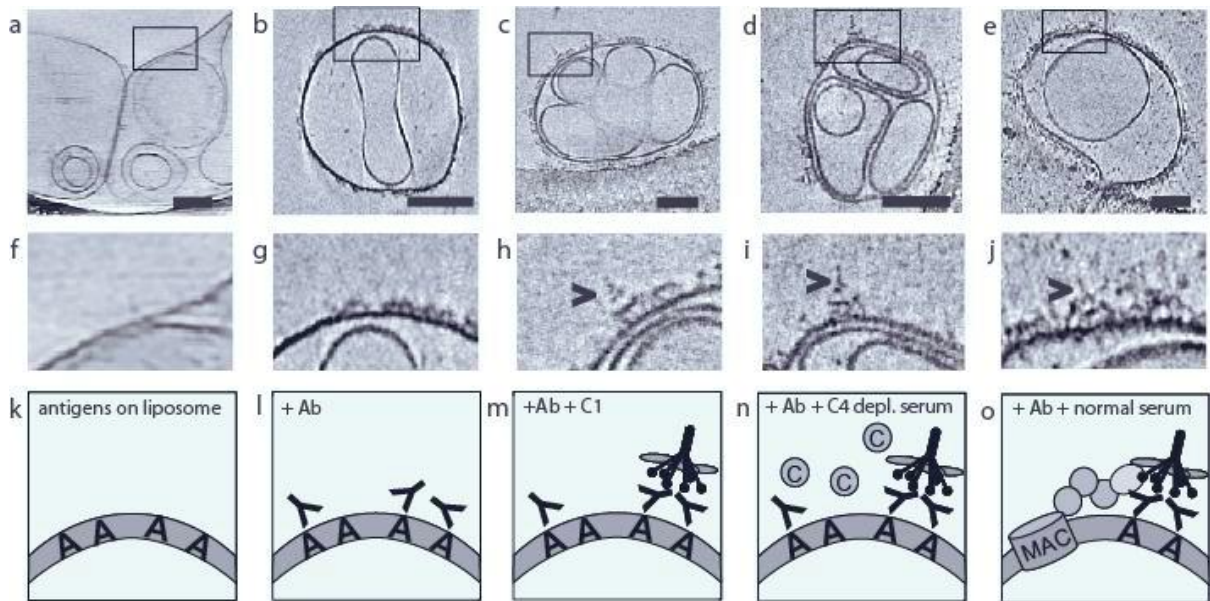 a
b
c
d
e
f
g
h
i
j
k
antigens on liposome
A A A A
l
+ Ab
A A A A
m
+Ab + C1
A A A A
n
+ Ab + C4 depl. serum
C
C
C
A A A A
o
+ Ab + normal serum
MAC
A A